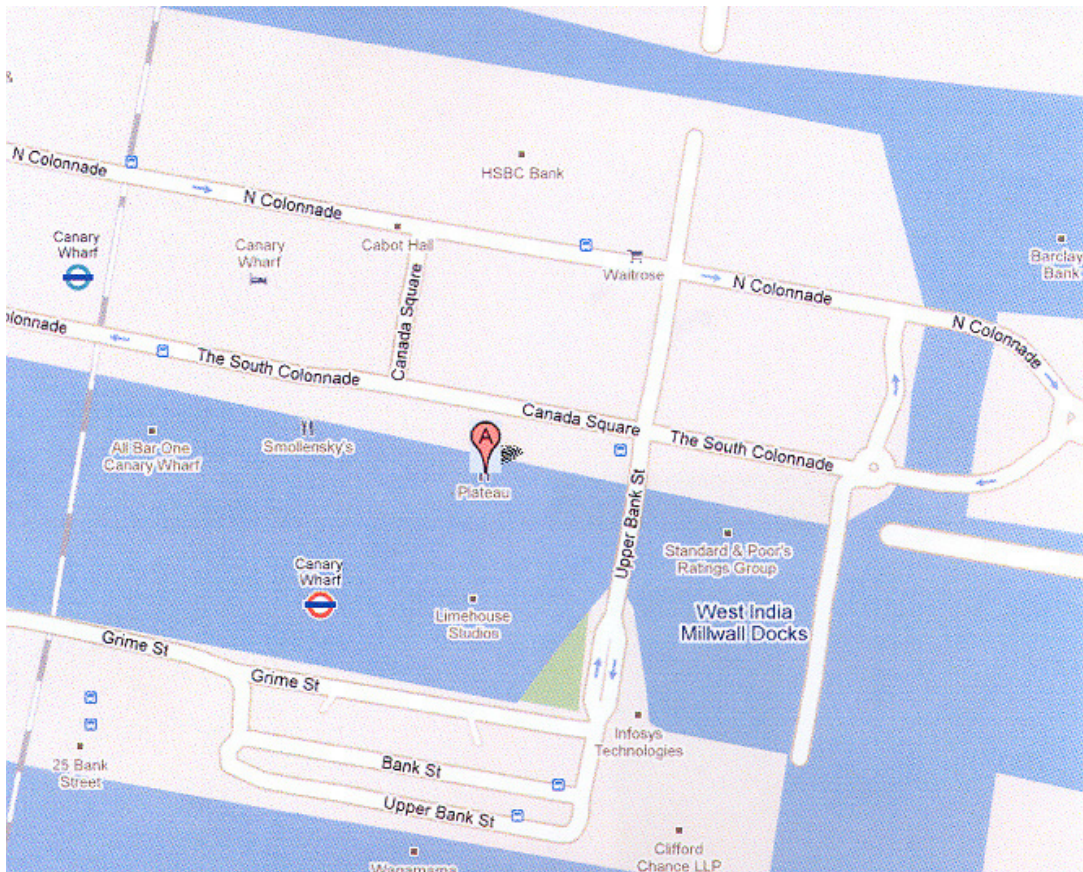 &
N Colonnade
HSBC Bank
N Colonnade
Canary
Wharf
Canary
Wharf
Cabot Hall
Waitrose
Barclay
Bank
N Colonnade
N Colonnade
Canada Square
olonnade
The South Colonnade
Canada Square
The South Colonnade
All Bar One
Canary Wharf
Smollensky's
A
Plateau
Upper Bank St
Standard & Poor's
Ratings Group
Canary
Wharf
Limehouse
Studios
West India
Millwall Docks
Grime St
Grime St
Infosys
Technologies
25 Bank
Street
Bank St
Upper Bank St
Wagamama
Clifford
Chance LLP
P